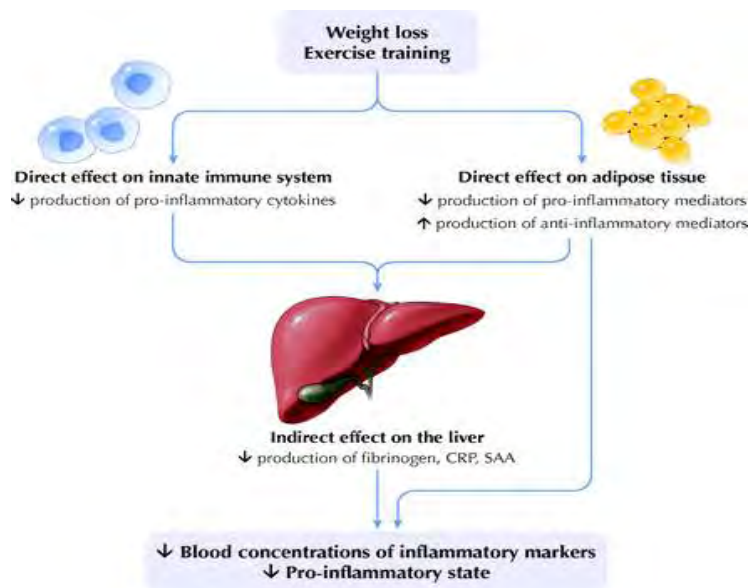 Weight loss
Exercise training
Direct effect on innate immune system
↓ production of pro-inflammatory cytokines
Direct effect on adipose tissue
↓ production of pro-inflammatory mediators
↑ production of anti-inflammatory mediators
Indirect effect on the liver
↓ production of fibrinogen, CRP, SAA
↓ Blood concentrations of inflammatory markers
↓ Pro-inflammatory state